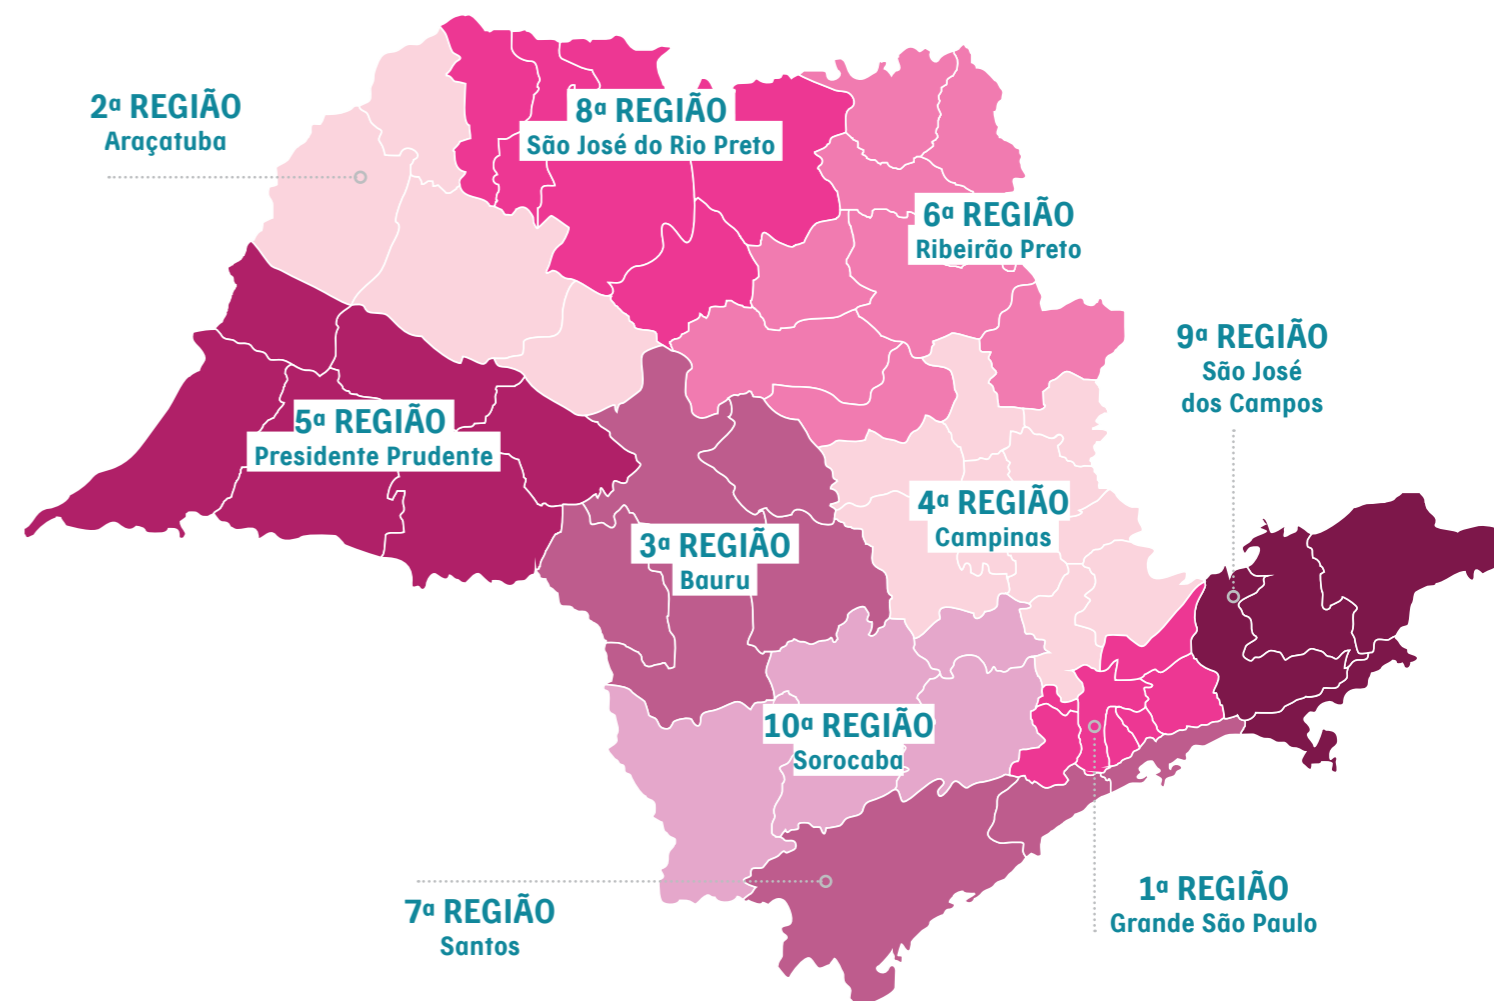 2ª REGIÃO
Araçatuba
8ª REGIÃO
São José do Rio Preto
6ª REGIÃO
Ribeirão Preto
9ª REGIÃO
São José
dos Campos
5ª REGIÃO
Presidente Prudente
4ª REGIÃO
Campinas
3ª REGIÃO
Bauru
10ª REGIÃO
Sorocaba
7ª REGIÃO
Santos
1ª REGIÃO
Grande São Paulo